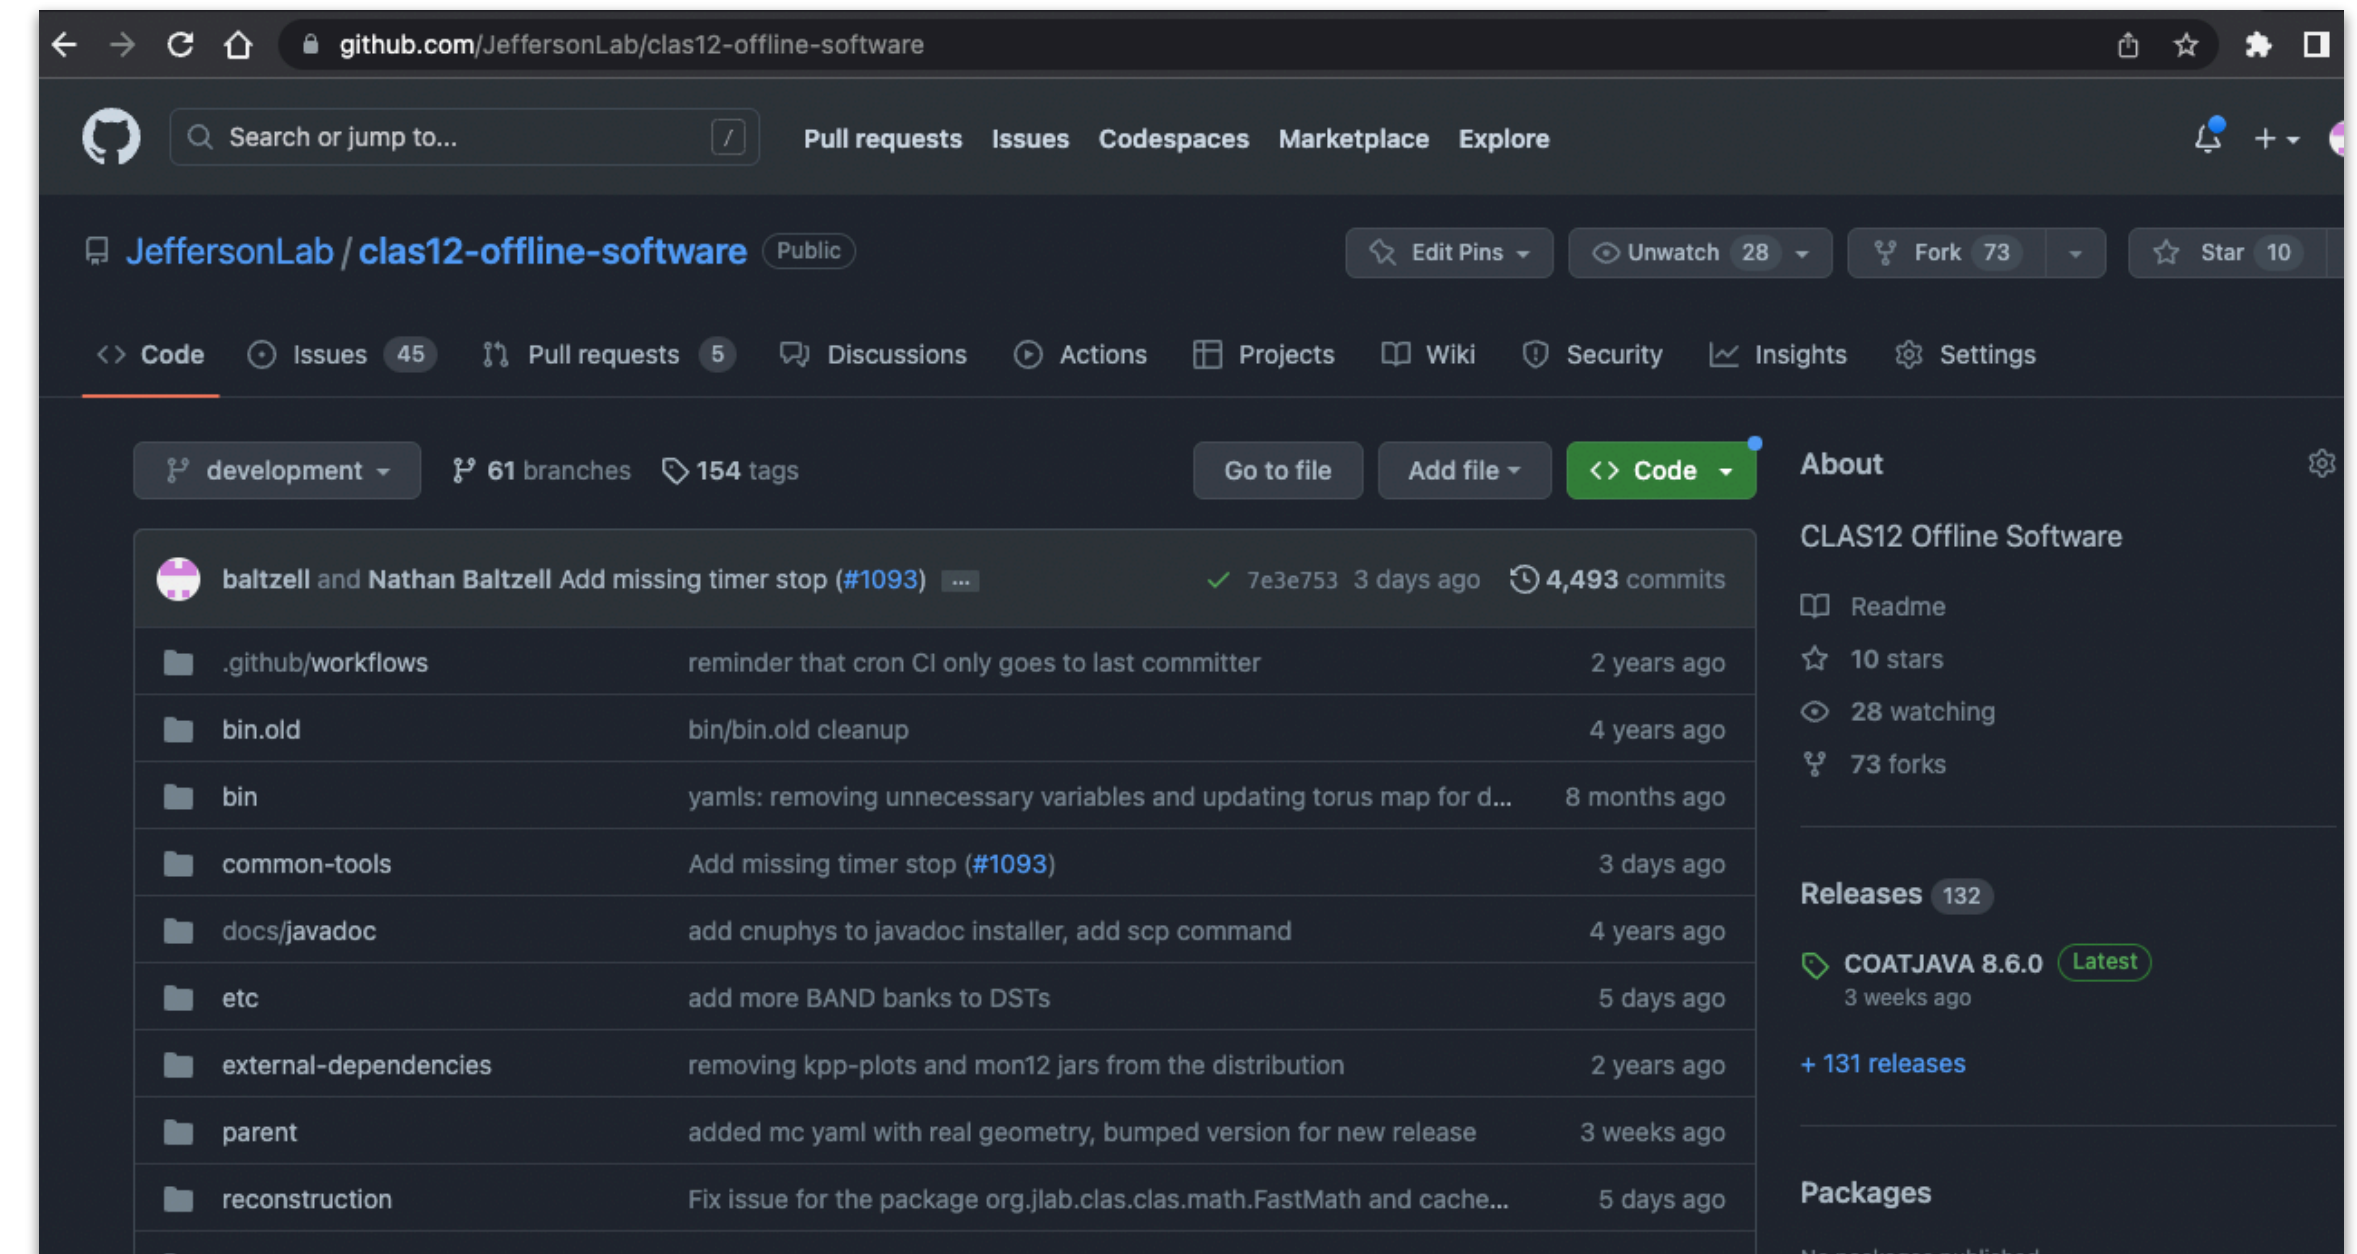 github.com/JeffersonLab/clas12-offline-software
Search or jump to... /
Pull requests Issues Codespaces Marketplace Explore
JeffersonLab / clas12-offline-software Public
Edit Pins Unwatch 28 Fork 73 Star 10
Code Issues 45 Pull requests 5 Discussions Actions Projects Wiki Security Insights Settings
development 61 branches 154 tags Go to file Add file Code
baltzell and Nathan Baltzell Add missing timer stop (#1093) ... 7e3e753 3 days ago 4,493 commits
.github/workflows reminder that cron CI only goes to last committer 2 years ago
bin.old bin/bin.old cleanup 4 years ago
bin yamls: removing unnecessary variables and updating torus map for d... 8 months ago
common-tools Add missing timer stop (#1093) 3 days ago
docs/javadoc add cnuphys to javadoc installer, add scp command 4 years ago
etc add more BAND banks to DSTs 5 days ago
external-dependencies removing kpp-plots and mon12 jars from the distribution 2 years ago
parent added mc yaml with real geometry, bumped version for new release 3 weeks ago
reconstruction Fix issue for the package org.jlab.clas.clas.math.FastMath and cache... 5 days ago
About
CLAS12 Offline Software
Readme
10 stars
28 watching
73 forks
Releases 132
COATJAVA 8.6.0 Latest
3 weeks ago
+ 131 releases
Packages